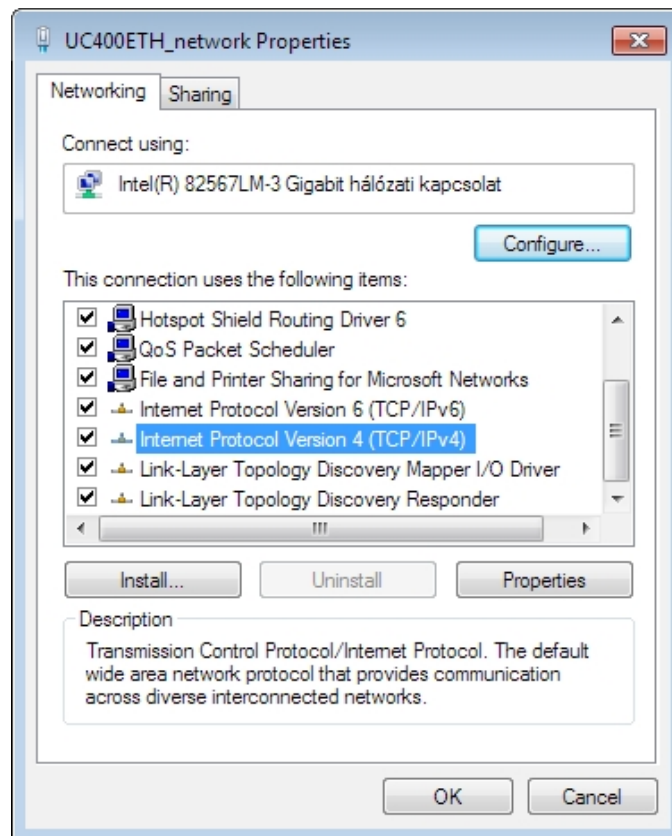 UC400ETH_network Properties
Networking
Sharing
Connect using:
Intel(R) 82567LM-3 Gigabit hálózati kapcsolat
Configure...
This connection uses the following items:
Hotspot Shield Routing Driver 6
QoS Packet Scheduler
File and Printer Sharing for Microsoft Networks
Internet Protocol Version 6 (TCP/IPv6)
Internet Protocol Version 4 (TCP/IPv4)
Link-Layer Topology Discovery Mapper I/O Driver
Link-Layer Topology Discovery Responder
Install...
Uninstall
Properties
Description
Transmission Control Protocol/Internet Protocol. The default
wide area network protocol that provides communication
across diverse interconnected networks.
OK
Cancel